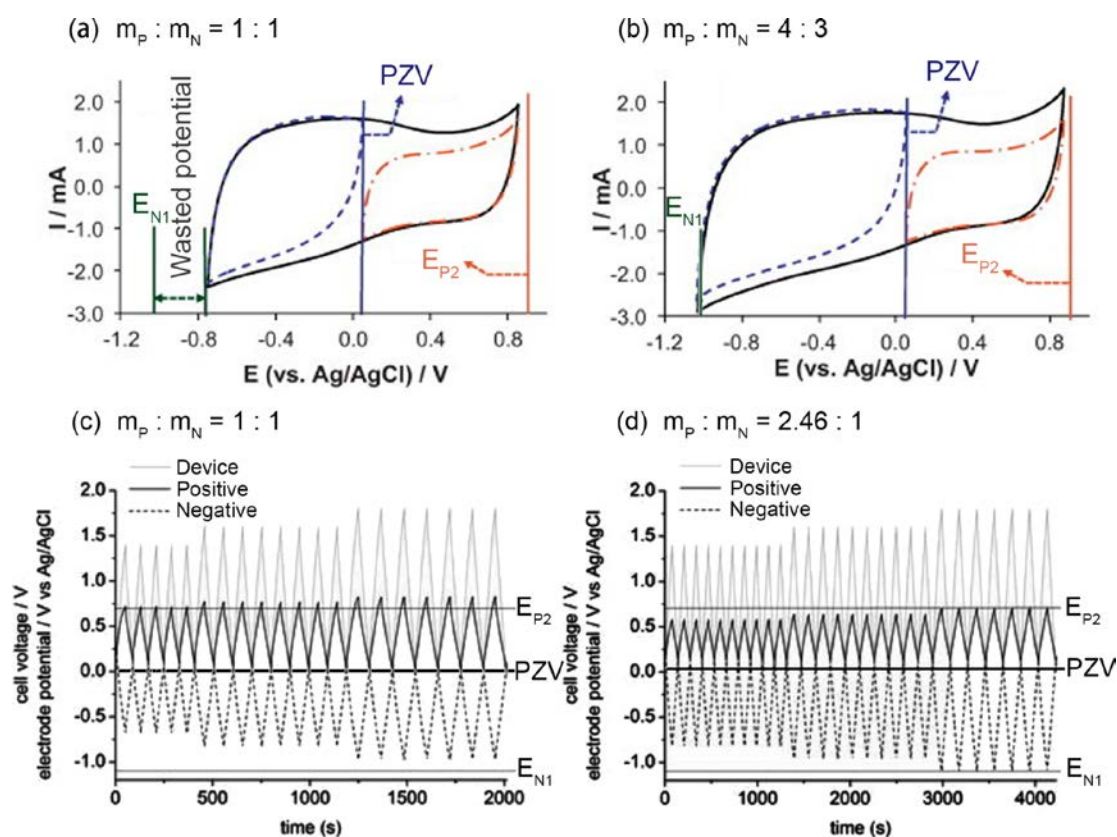 (a) m_P : m_N = 1 : 1
PZV
I / mA
2.0
1.0
0.0
-1.0
-2.0
-3.0
E_N1
Wasted potential
E_P2
-1.2 -0.8 -0.4 0.0 0.4 0.8
E (vs. Ag/AgCl) / V
(b) m_P : m_N = 4 : 3
PZV
I / mA
2.0
1.0
0.0
-1.0
-2.0
-3.0
E_N1
E_P2
-1.2 -0.8 -0.4 0.0 0.4 0.8
E (vs. Ag/AgCl) / V
(c) m_P : m_N = 1 : 1
Device
Positive
Negative
cell voltage / V
electrode potential / V vs Ag/AgCl
2.0
1.5
1.0
0.5
0.0
-0.5
-1.0
E_P2
PZV
E_N1
0 500 1000 1500 2000
time (s)
(d) m_P : m_N = 2.46 : 1
Device
Positive
Negative
cell voltage / V
electrode potential / V vs Ag/AgCl
2.0
1.5
1.0
0.5
0.0
-0.5
-1.0
E_P2
PZV
E_N1
0 1000 2000 3000 4000
time (s)